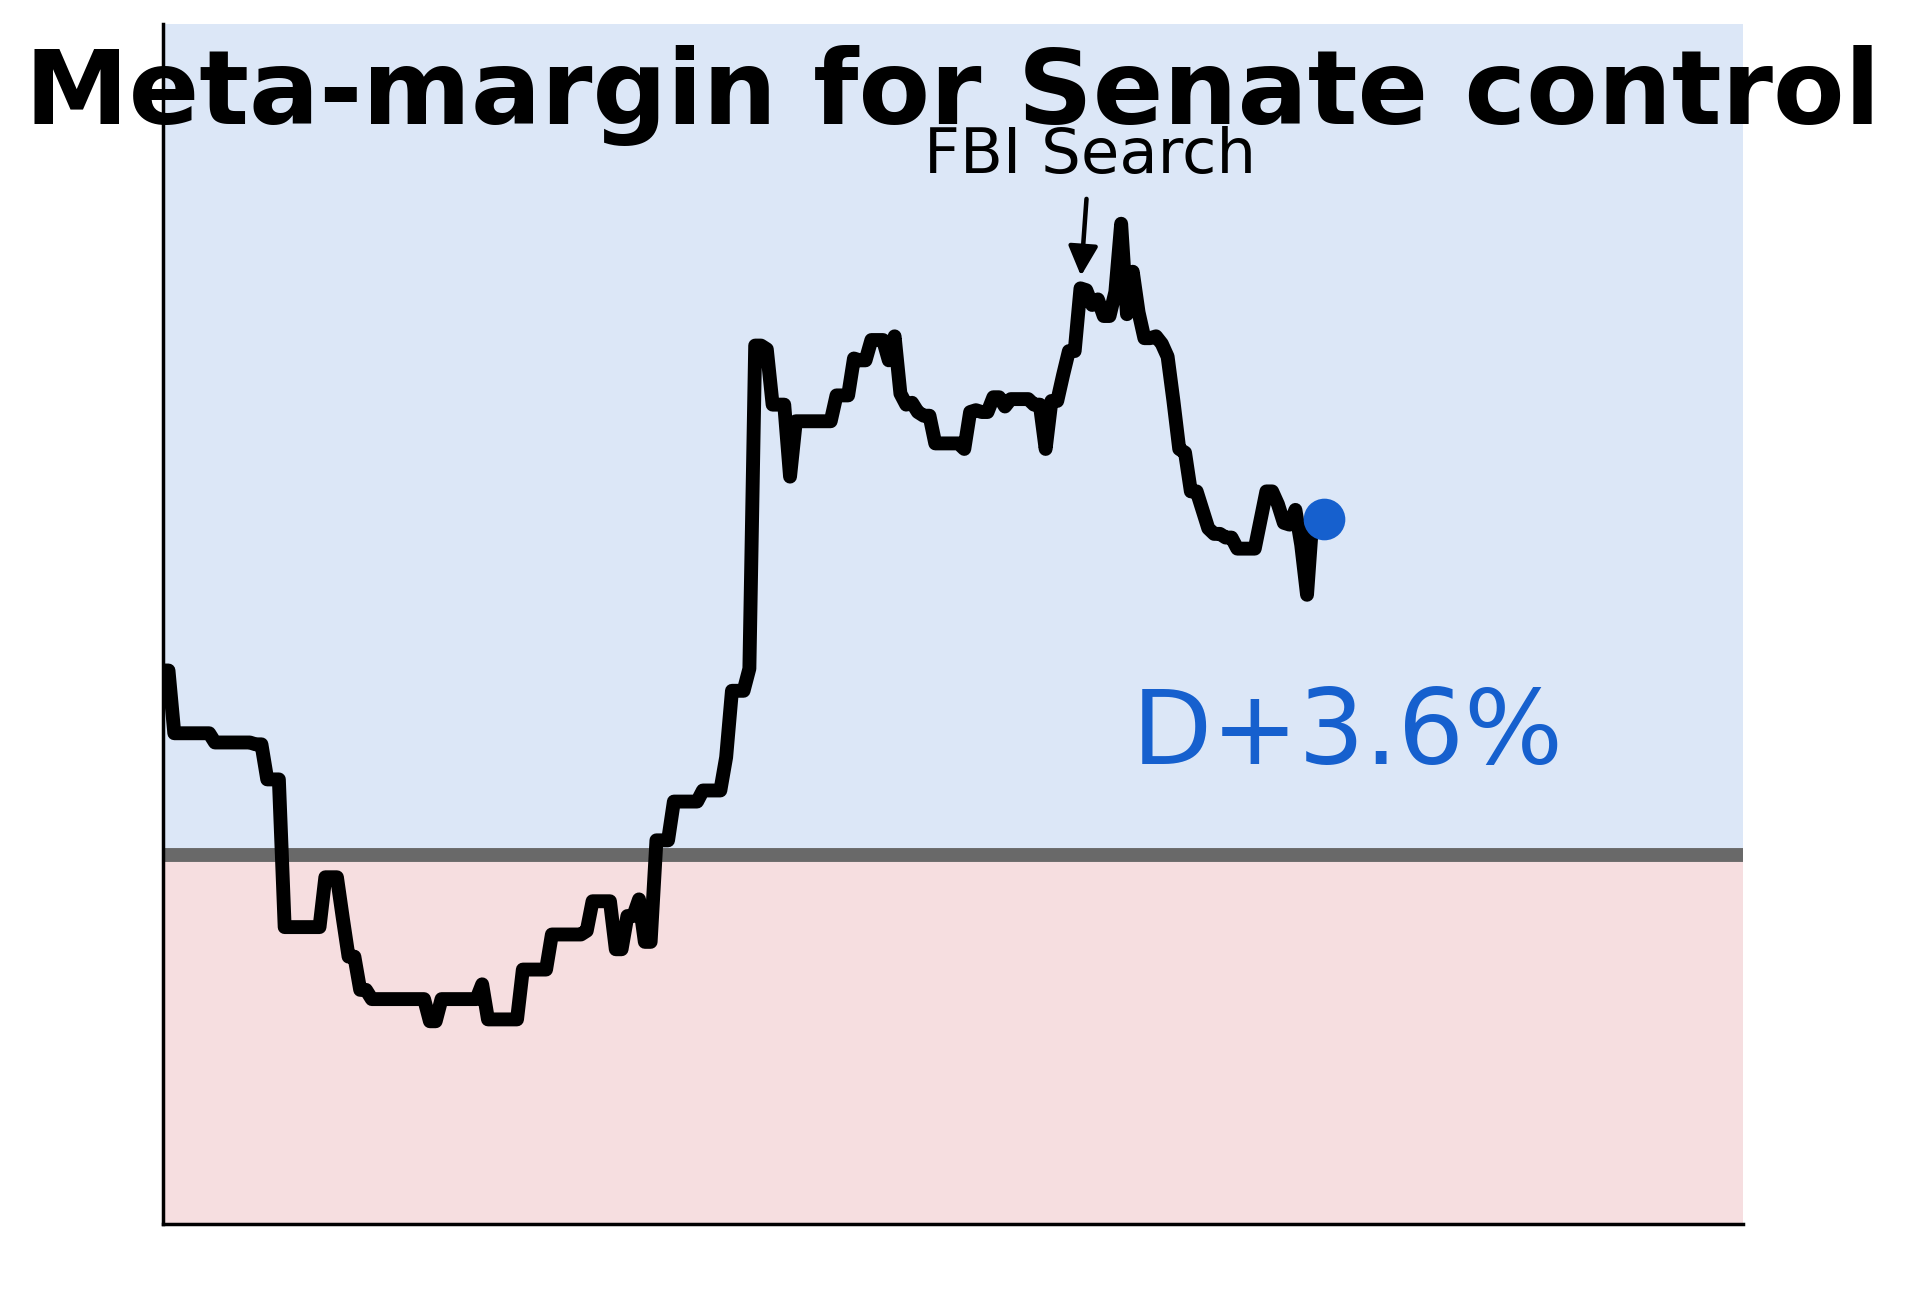 Meta-margin for Senate control
FBI Search
D+3.6%